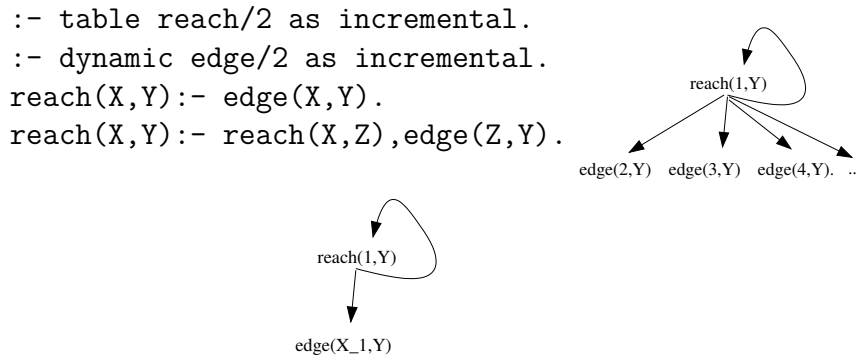 :- table reach/2 as incremental.
:- dynamic edge/2 as incremental.
reach(X,Y):- edge(X,Y).
reach(X,Y):- reach(X,Z),edge(Z,Y).
reach(1,Y)
edge(2,Y) edge(3,Y) edge(4,Y). ..
reach(1,Y)
edge(X_1,Y)